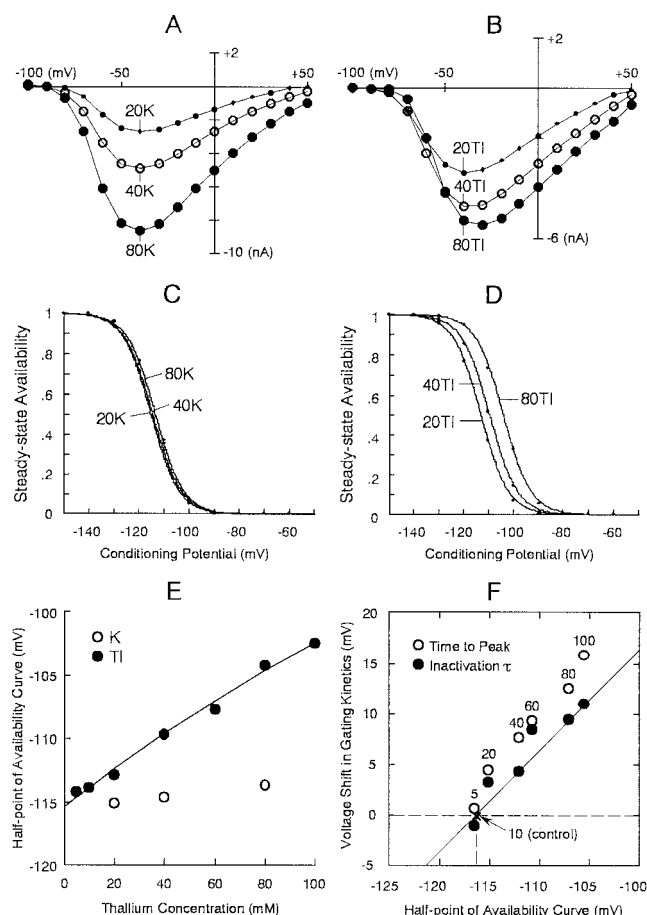 A
+2
-100 (mV)
-50
+50
20K
40K
80K
-10 (nA)
B
+2
-100 (mV)
-50
+50
20Tl
40Tl
80Tl
-6 (nA)
C
Steady-state Availability
1
.8
.6
.4
.2
0
80K
20K
40K
-140
-120
-100
-80
-60
Conditioning Potential (mV)
D
Steady-state Availability
1
.8
.6
.4
.2
0
40Tl
80Tl
20Tl
-140
-120
-100
-80
-60
Conditioning Potential (mV)
E
Half-point of Availability Curve (mV)
-100
-105
-110
-115
-120
K
Tl
0
20
40
60
80
100
Thallium Concentration (mM)
F
Voltage Shift in Gating Kinetics (mV)
20
15
10
5
0
-5
Time to Peak
Inactivation τ
100
80
60
40
20
5
10 (control)
-125
-120
-115
-110
-105
-100
Half-point of Availability Curve (mV)